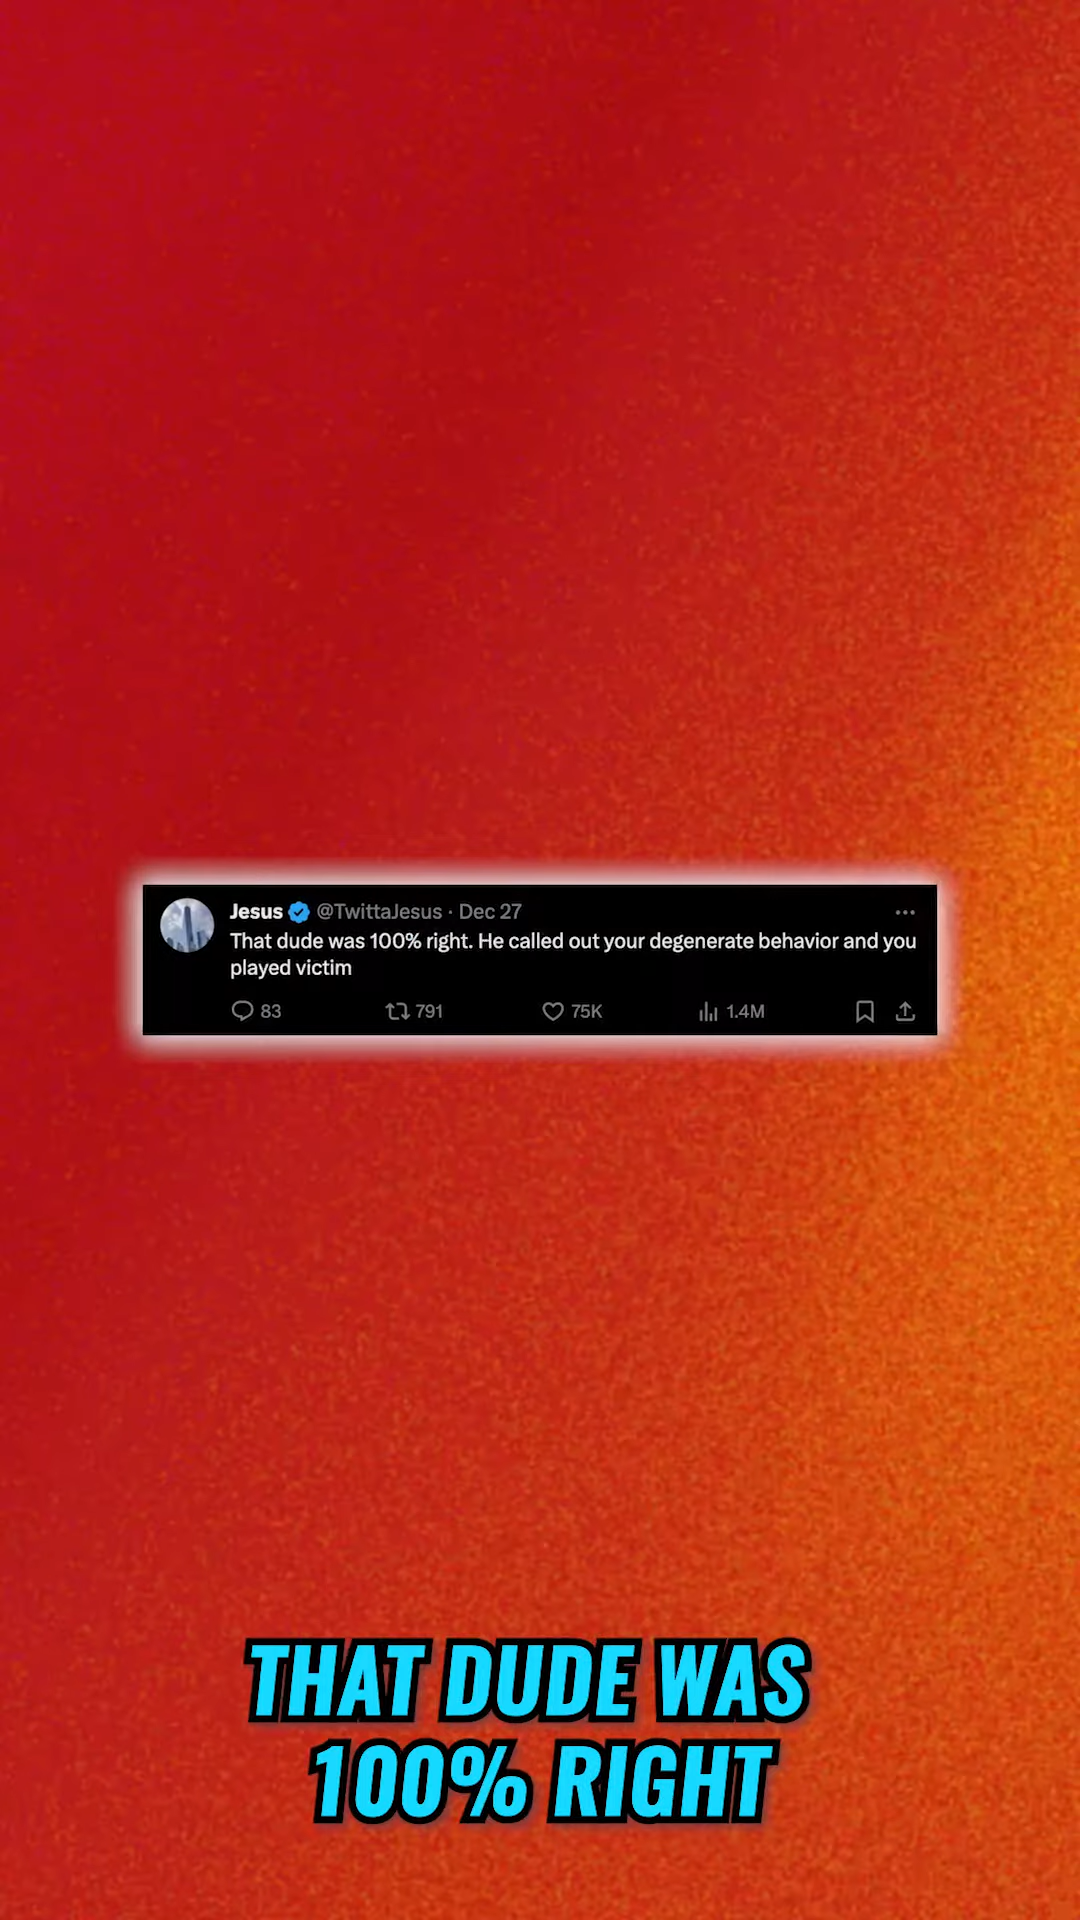 Jesus @TwittaJesus · Dec 27
That dude was 100% right. He called out your degenerate behavior and you
played victim
83 791 75K 1.4M
THAT DUDE WAS
100% RIGHT